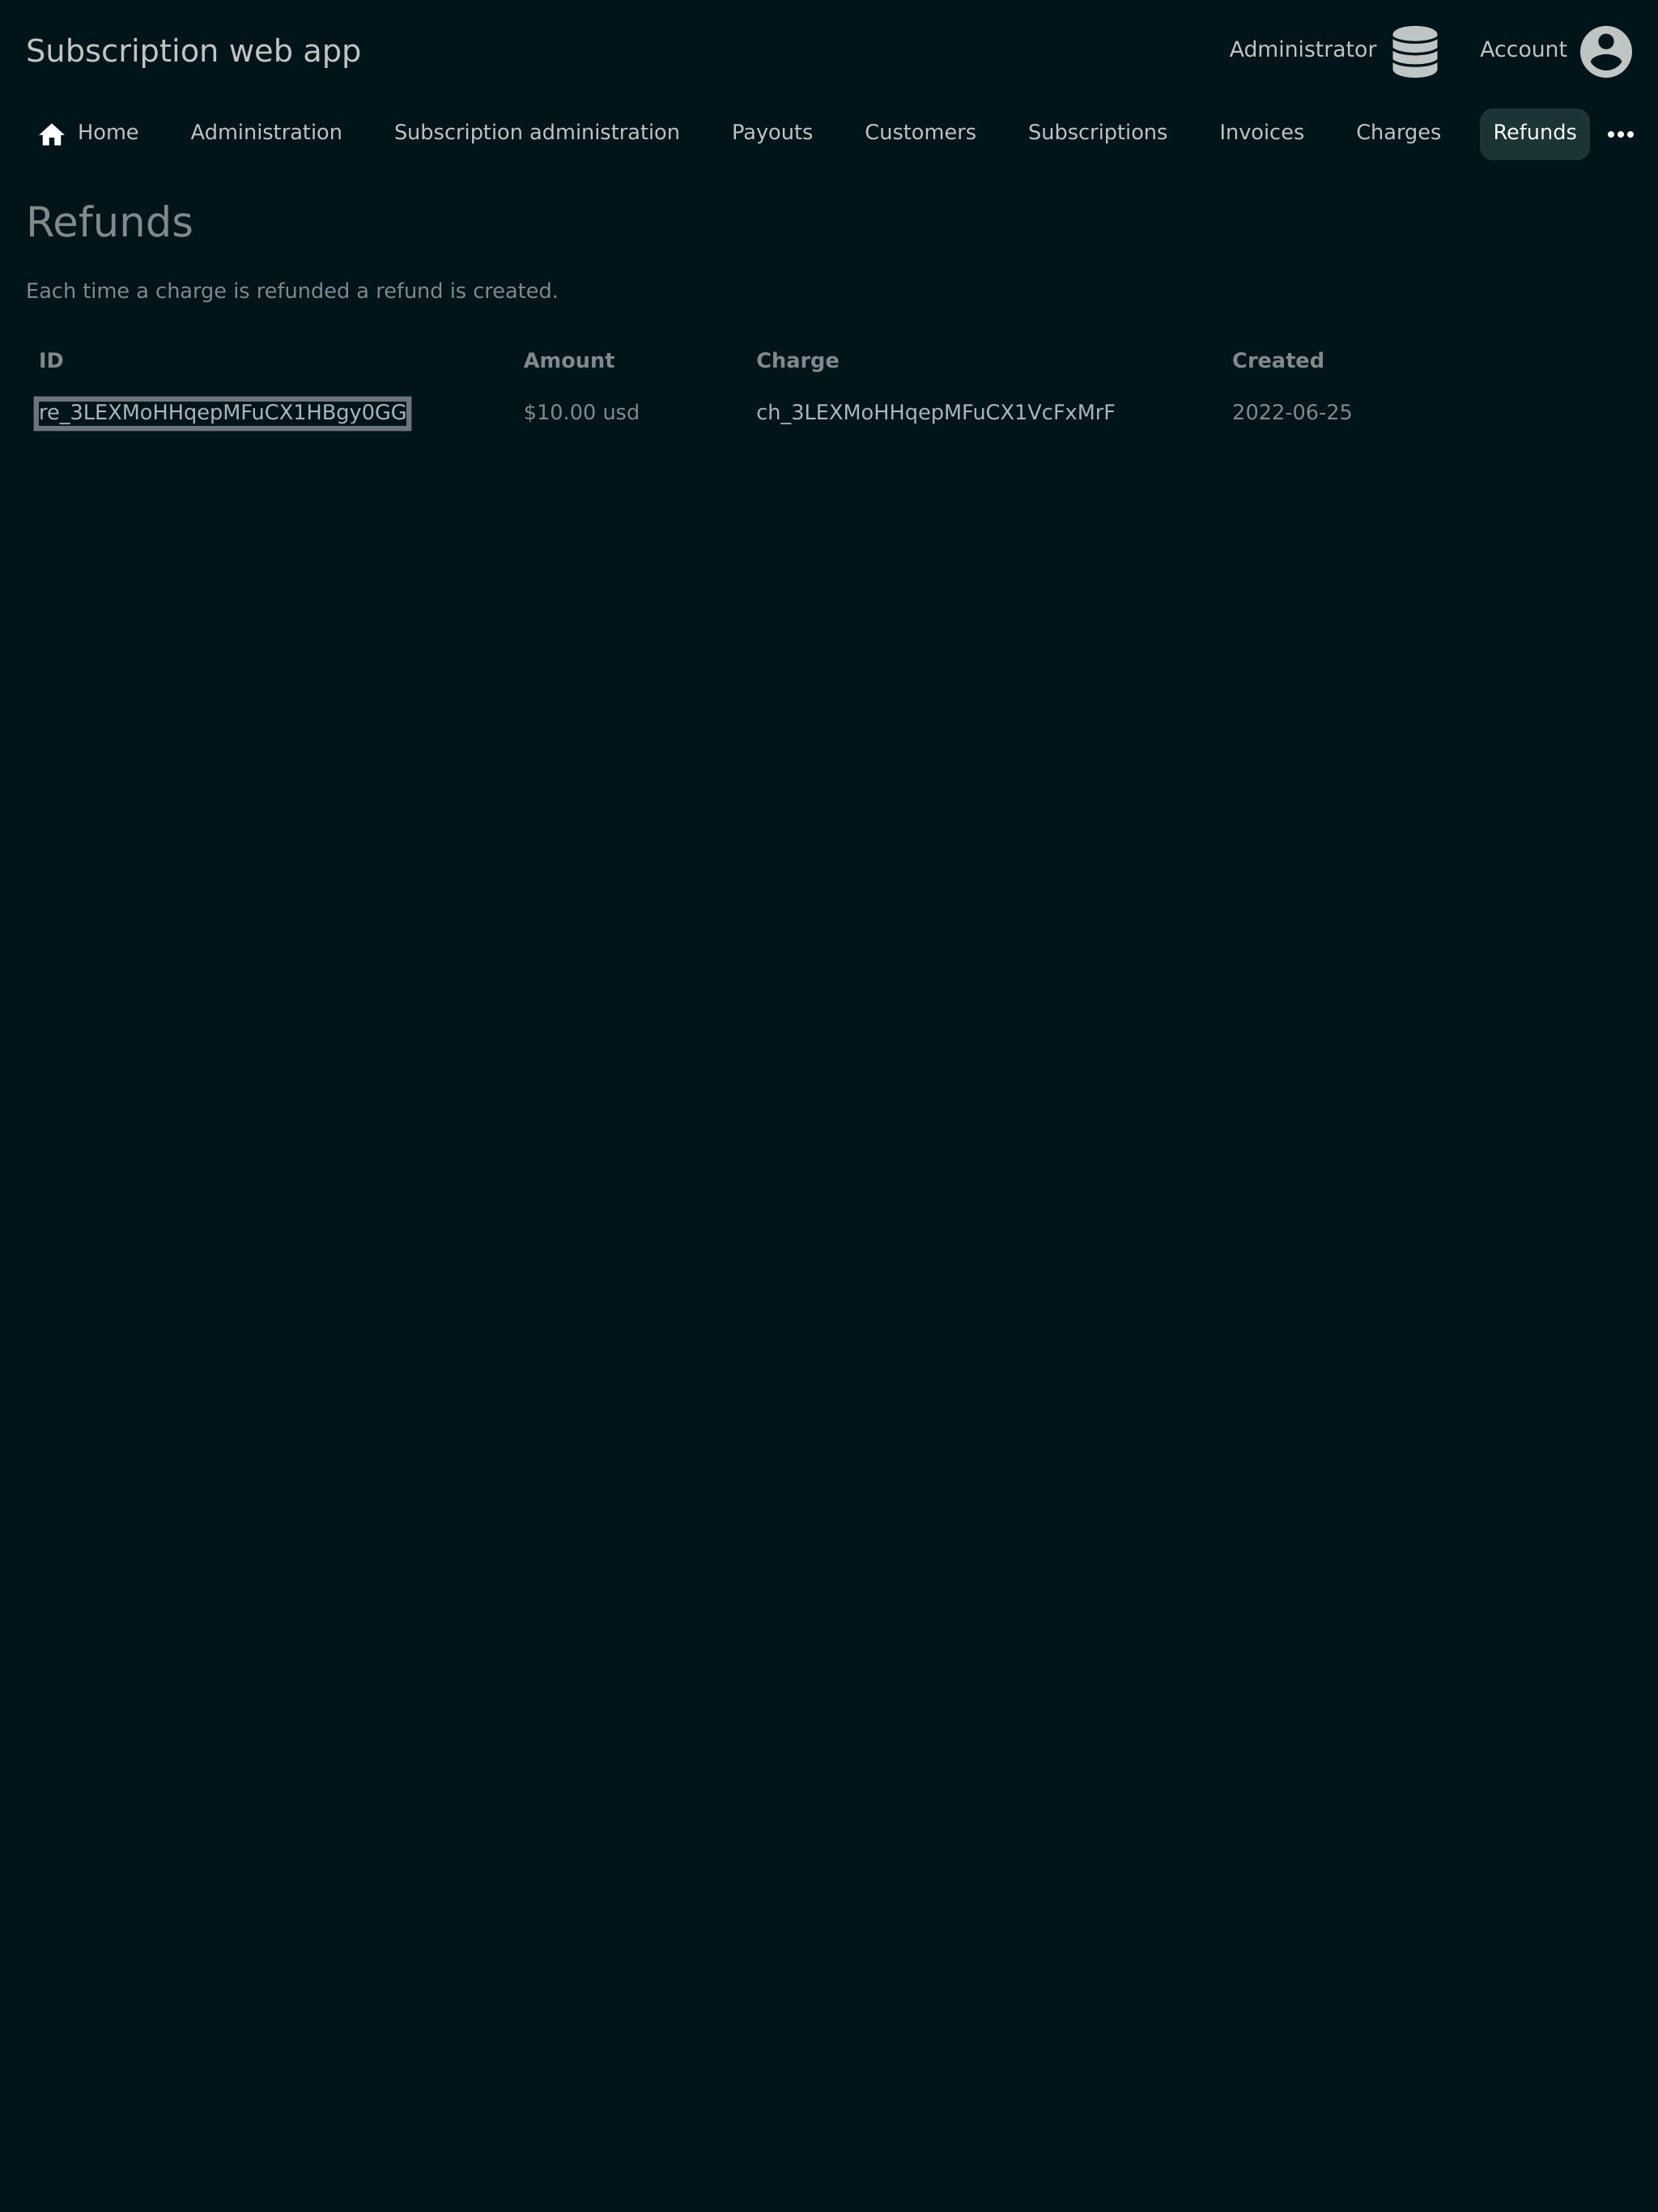 Subscription web app Administrator Account
Home Administration Subscription administration Payouts Customers Subscriptions Invoices Charges Refunds
Refunds
Each time a charge is refunded a refund is created.
ID Amount Charge Created
re_3LEXMoHHqepMFuCX1HBgy0GG $10.00 usd ch_3LEXMoHHqepMFuCX1VcFxMrF 2022-06-25